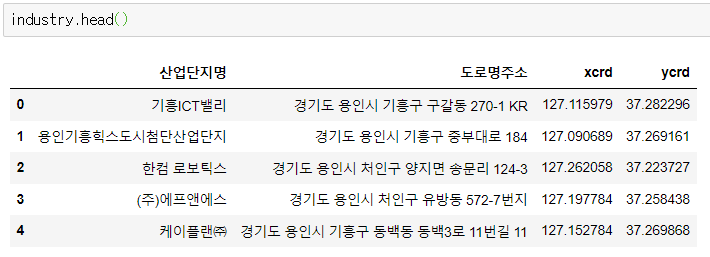 industry.head()
산업단지명 도로명주소 xcrd ycrd
0 기흥ICT밸리 경기도 용인시 기흥구 구갈동 270-1 KR 127.115979 37.282296
1 용인기흥힉스도시첨단산업단지 경기도 용인시 기흥구 중부대로 184 127.090689 37.269161
2 한컴 로보틱스 경기도 용인시 처인구 양지면 송문리 124-3 127.262058 37.223727
3 (주)에프앤에스 경기도 용인시 처인구 유방동 572-7번지 127.197784 37.258438
4 케이플랜㈜ 경기도 용인시 기흥구 동백동 동백3로 11번길 11 127.152784 37.269868